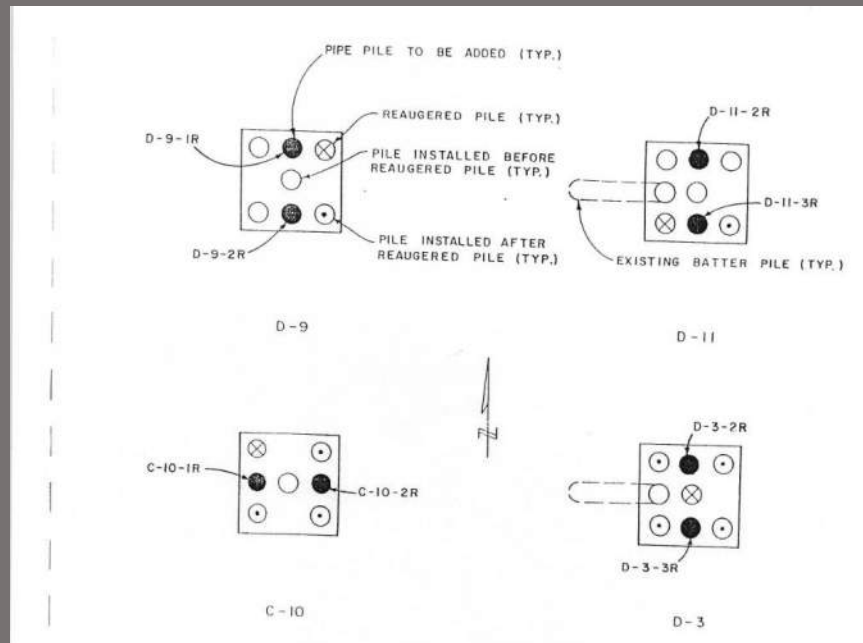 PIPE PILE TO BE ADDED (TYP.)
REAUGERED PILE (TYP.)
D-9-1R
PILE INSTALLED BEFORE
REAUGERED PILE (TYP.)
D-9-2R
PILE INSTALLED AFTER
REAUGERED PILE (TYP.)
D-9
D-11-2R
D-11-3R
EXISTING BATTER PILE (TYP.)
D-11
N
C-10-1R
C-10-2R
C-10
D-3-2R
D-3-3R
D-3